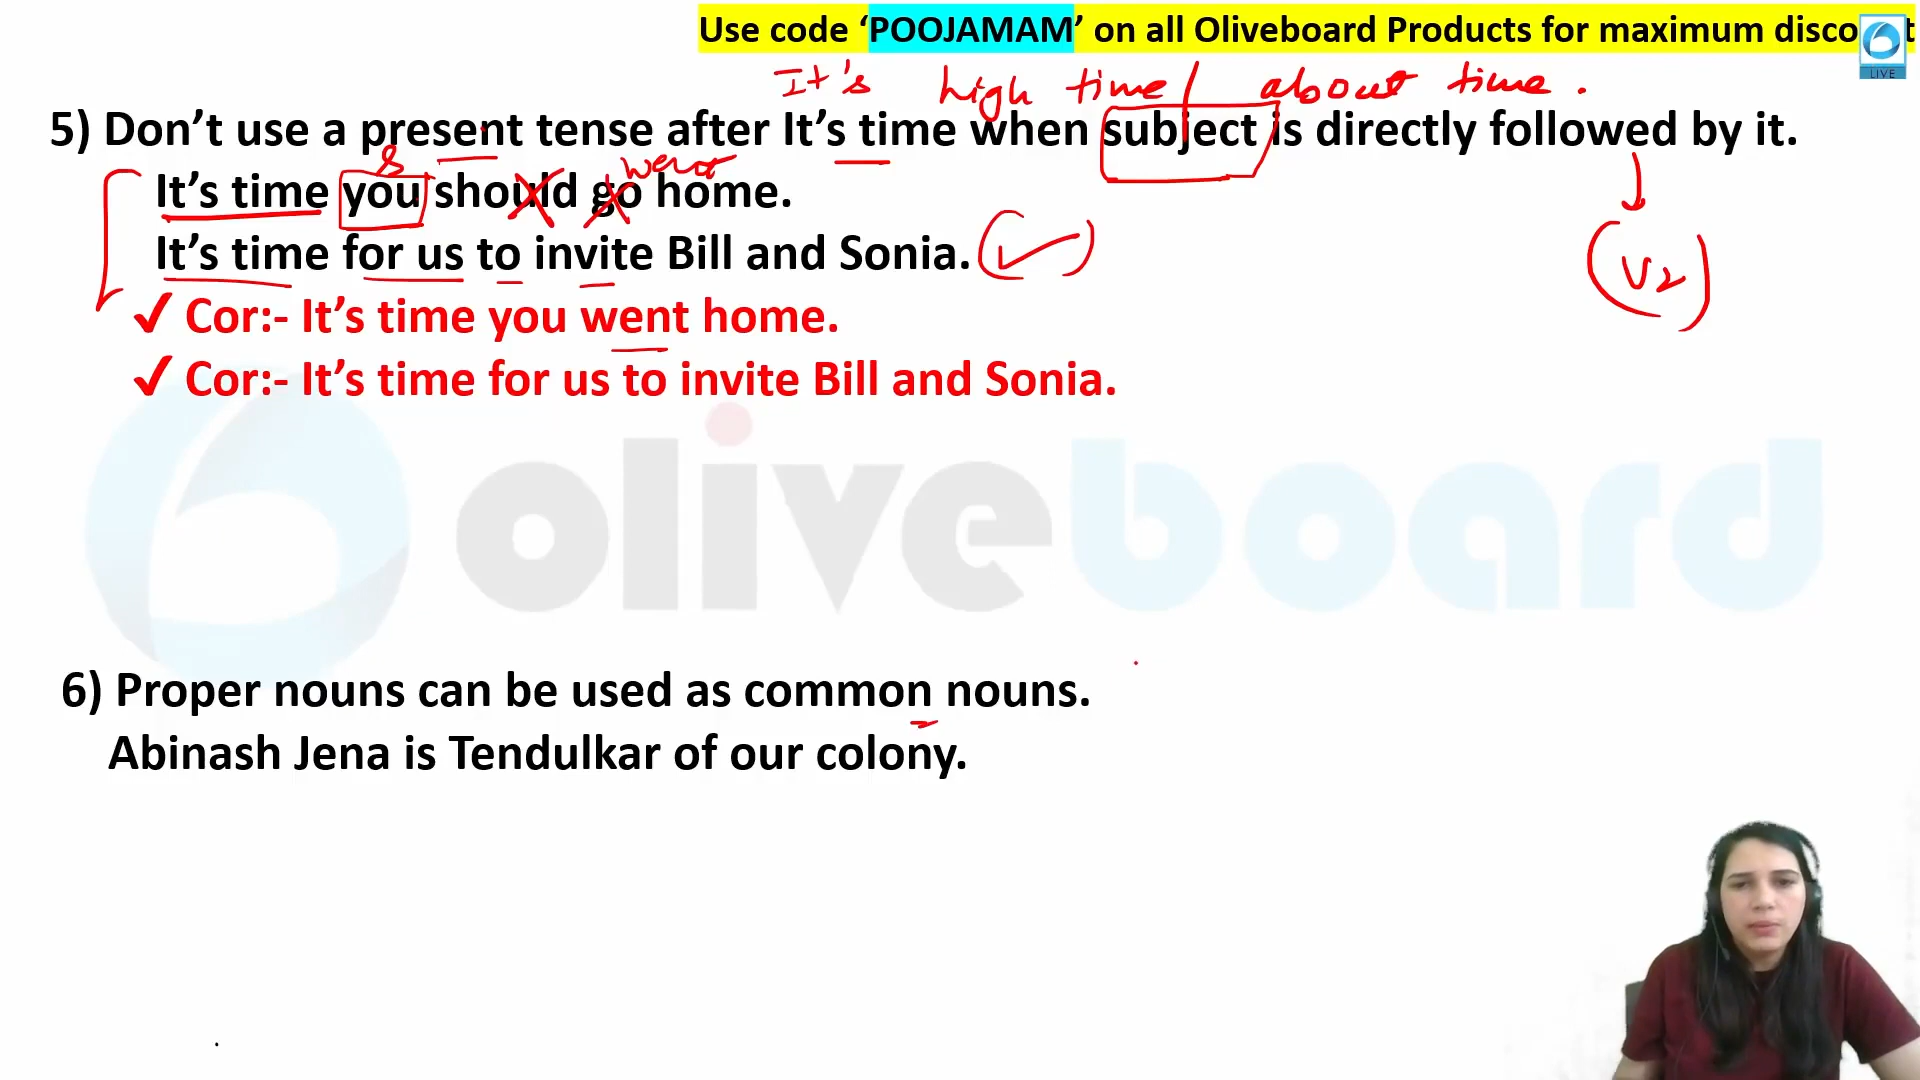 Use code ‘POOJAMAM’ on all Oliveboard Products for maximum disco t
LIVE
It's high time / about time.
5) Don’t use a present tense after It’s time when subject is directly followed by it.
s went
It’s time you should go home.
It’s time for us to invite Bill and Sonia.
(V2)
✓ Cor:- It’s time you went home.
✓ Cor:- It’s time for us to invite Bill and Sonia.
oliveboard
6) Proper nouns can be used as common nouns.
Abinash Jena is Tendulkar of our colony.